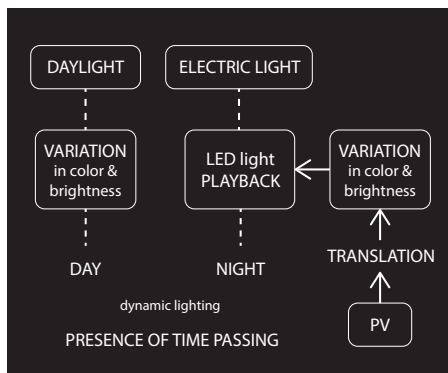 DAYLIGHT
ELECTRIC LIGHT
VARIATION
in color &
brightness
LED light
PLAYBACK
VARIATION
in color &
brightness
TRANSLATION
DAY
NIGHT
dynamic lighting
PV
PRESENCE OF TIME PASSING